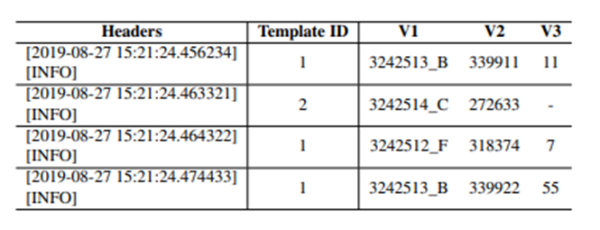 Headers Template ID V1 V2 V3
[2019-08-27 15:21:24.456234]
[INFO] 1 3242513_B 339911 11
[2019-08-27 15:21:24.463321]
[INFO] 2 3242514_C 272633 -
[2019-08-27 15:21:24.464322]
[INFO] 1 3242512_F 318374 7
[2019-08-27 15:21:24.474433]
[INFO] 1 3242513_B 339922 55